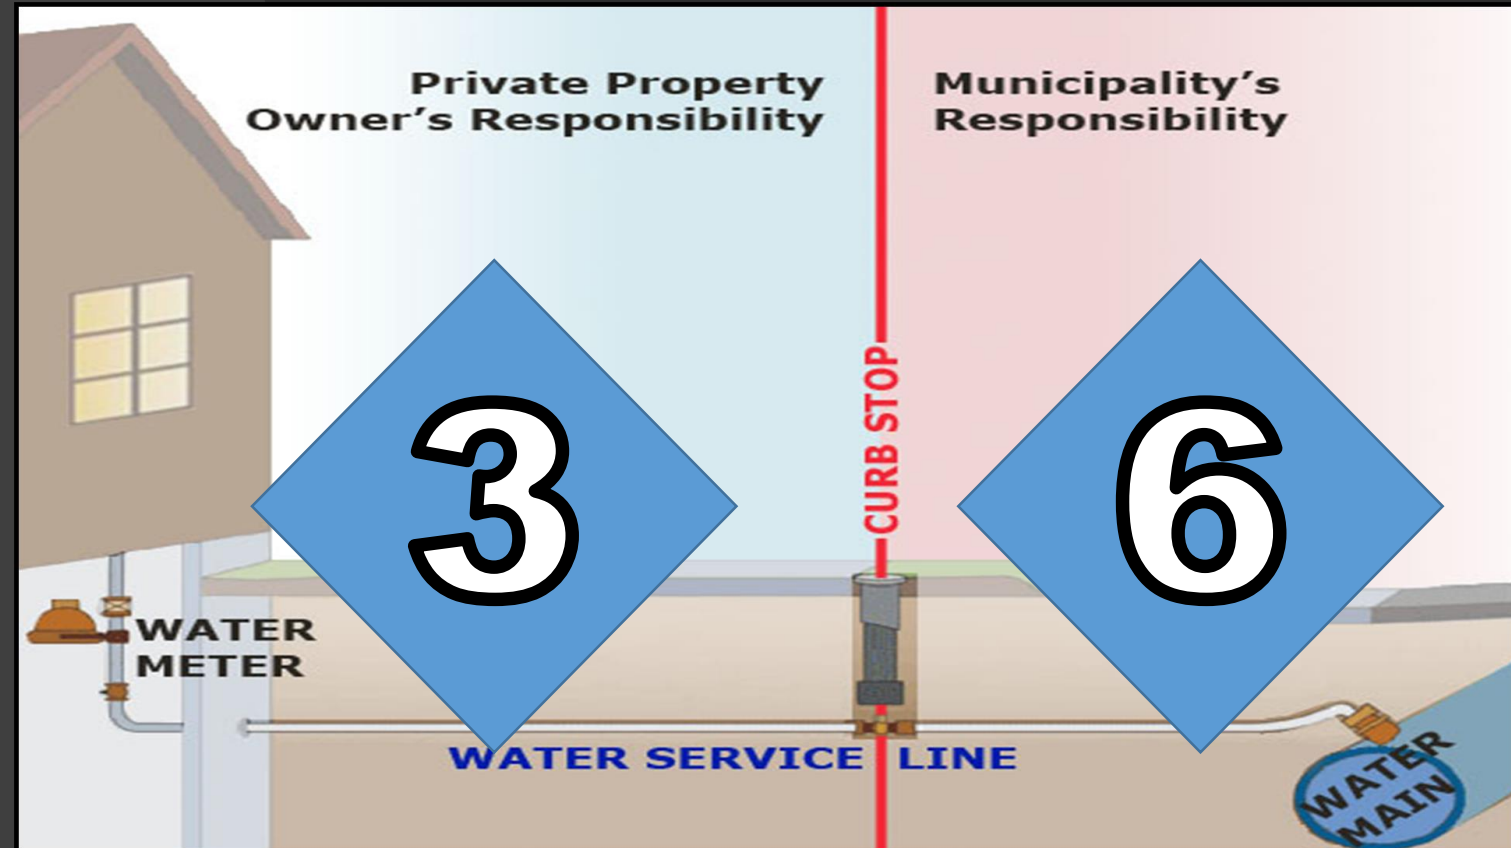 Private Property
Owner’s Responsibility
Municipality’s
Responsibility
CURB STOP
3
6
WATER
METER
WATER SERVICE LINE
WATER
MAIN